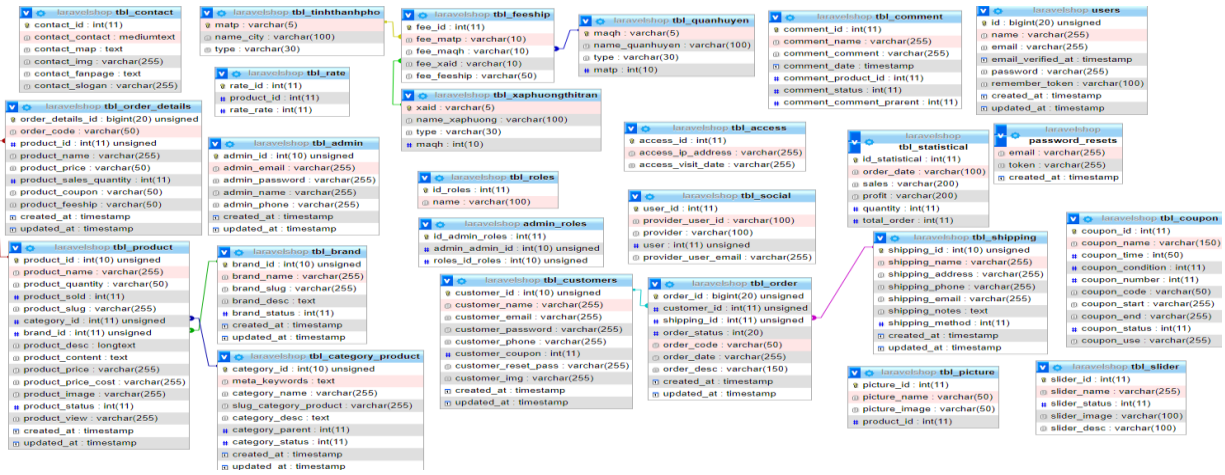 laravelshop tbl_contact
contact_id : int(11)
contact_contact : mediumtext
contact_map : text
contact_img : varchar(255)
contact_fanpage : text
contact_slogan : varchar(255)
laravelshop tbl_tinhthanhpho
matp : varchar(5)
name_city : varchar(100)
type : varchar(30)
laravelshop tbl_feeship
fee_id : int(11)
fee_matp : varchar(10)
fee_maqh : varchar(10)
fee_xaid : varchar(10)
fee_feeship : varchar(50)
laravelshop tbl_quanhuyen
maqh : varchar(5)
name_quanhuyen : varchar(100)
type : varchar(30)
matp : int(10)
laravelshop tbl_comment
comment_id : int(11)
comment_name : varchar(255)
comment_comment : varchar(255)
comment_date : timestamp
comment_product_id : int(11)
comment_status : int(11)
comment_comment_prarent : int(11)
laravelshop users
id : bigint(20) unsigned
name : varchar(255)
email : varchar(255)
email_verified_at : timestamp
password : varchar(255)
remember_token : varchar(100)
created_at : timestamp
updated_at : timestamp
laravelshop tbl_rate
rate_id : int(11)
product_id : int(11)
rate_rate : int(11)
laravelshop tbl_xaphuongthitran
xaid : varchar(5)
name_xaphuong : varchar(100)
type : varchar(30)
maqh : int(10)
laravelshop tbl_order_details
order_details_id : bigint(20) unsigned
order_code : varchar(50)
product_id : int(11) unsigned
product_name : varchar(255)
product_price : varchar(50)
product_sales_quantity : int(11)
product_coupon : varchar(50)
product_feeship : varchar(50)
created_at : timestamp
updated_at : timestamp
laravelshop tbl_admin
admin_id : int(10) unsigned
admin_email : varchar(255)
admin_password : varchar(255)
admin_name : varchar(255)
admin_phone : varchar(255)
created_at : timestamp
updated_at : timestamp
laravelshop tbl_access
access_id : int(11)
access_ip_address : varchar(255)
access_visit_date : varchar(255)
laravelshop
tbl_statistical
id_statistical : int(11)
order_date : varchar(100)
sales : varchar(200)
profit : varchar(200)
quantity : int(11)
total_order : int(11)
laravelshop
password_resets
email : varchar(255)
token : varchar(255)
created_at : timestamp
laravelshop tbl_roles
id_roles : int(11)
name : varchar(100)
laravelshop tbl_social
user_id : int(11)
provider_user_id : varchar(100)
provider : varchar(100)
user : int(11) unsigned
provider_user_email : varchar(255)
laravelshop admin_roles
id_admin_roles : int(11)
admin_admin_id : int(10) unsigned
roles_id_roles : int(10) unsigned
laravelshop tbl_coupon
coupon_id : int(11)
coupon_name : varchar(150)
coupon_time : int(50)
coupon_condition : int(11)
coupon_number : int(11)
coupon_code : varchar(50)
coupon_start : varchar(255)
coupon_end : varchar(255)
coupon_status : int(11)
coupon_use : varchar(255)
laravelshop tbl_product
product_id : int(10) unsigned
product_name : varchar(255)
product_quantity : varchar(50)
product_sold : int(11)
product_slug : varchar(255)
category_id : int(11) unsigned
brand_id : int(11) unsigned
product_desc : longtext
product_content : text
product_price : varchar(255)
product_price_cost : varchar(255)
product_image : varchar(255)
product_status : int(11)
product_view : varchar(255)
created_at : timestamp
updated_at : timestamp
laravelshop tbl_brand
brand_id : int(10) unsigned
brand_name : varchar(255)
brand_slug : varchar(255)
brand_desc : text
brand_status : int(11)
created_at : timestamp
updated_at : timestamp
laravelshop tbl_shipping
shipping_id : int(10) unsigned
shipping_name : varchar(255)
shipping_address : varchar(255)
shipping_phone : varchar(255)
shipping_email : varchar(255)
shipping_notes : text
shipping_method : int(11)
created_at : timestamp
updated_at : timestamp
laravelshop tbl_customers
customer_id : int(10) unsigned
customer_name : varchar(255)
customer_email : varchar(255)
customer_password : varchar(255)
customer_phone : varchar(255)
customer_coupon : int(11)
customer_reset_pass : varchar(255)
customer_img : varchar(255)
created_at : timestamp
updated_at : timestamp
laravelshop tbl_order
order_id : bigint(20) unsigned
customer_id : int(11) unsigned
shipping_id : int(11) unsigned
order_status : int(20)
order_code : varchar(50)
order_date : varchar(255)
order_desc : varchar(150)
created_at : timestamp
updated_at : timestamp
laravelshop tbl_category_product
category_id : int(10) unsigned
meta_keywords : text
category_name : varchar(255)
slug_category_product : varchar(255)
category_desc : text
category_parent : int(11)
category_status : int(11)
created_at : timestamp
updated_at : timestamp
laravelshop tbl_picture
picture_id : int(11)
picture_name : varchar(50)
picture_image : varchar(50)
product_id : int(11)
laravelshop tbl_slider
slider_id : int(11)
slider_name : varchar(255)
slider_status : int(11)
slider_image : varchar(100)
slider_desc : varchar(100)